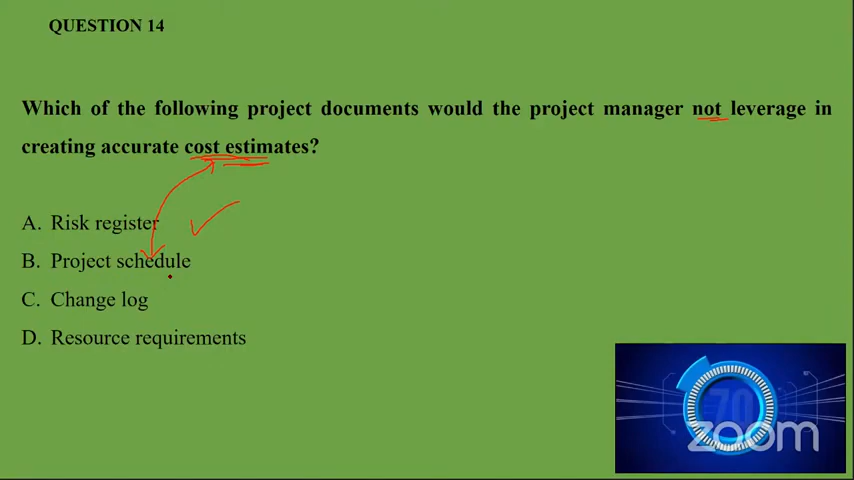 QUESTION 14
Which of the following project documents would the project manager not leverage in
creating accurate cost estimates?
A. Risk register
B. Project schedule
C. Change log
D. Resource requirements
70
zoom